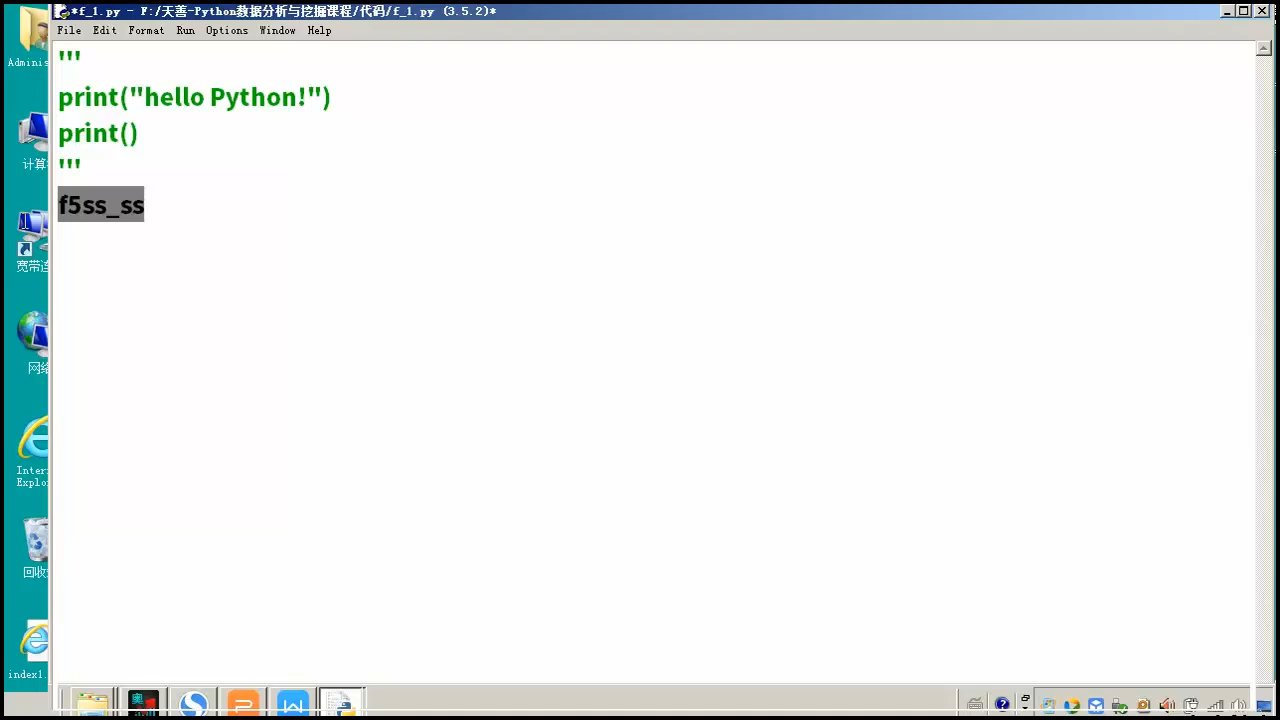 *f_1.py - F:/天善-Python数据分析与挖掘课程/代码/f_1.py (3.5.2)*
File Edit Format Run Options Window Help
'''
print("hello Python!")
print()
'''
f5ss_ss
Adminis
计算
宽带连
网络
Inter
Explo
回收
index1.